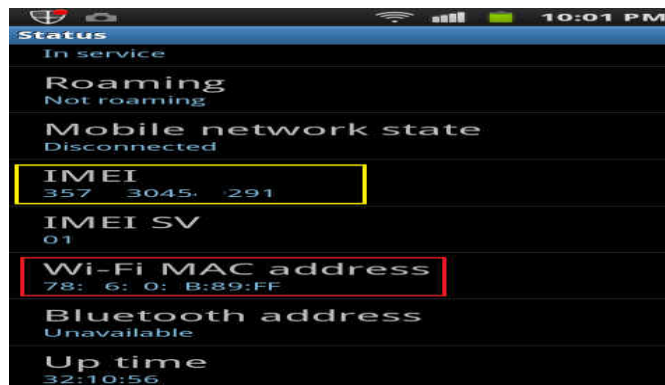 10:01 PM
Status
In service
Roaming
Not roaming
Mobile network state
Disconnected
IMEI
357 3045 291
IMEI SV
01
Wi-Fi MAC address
78: 6: 0: B:89:FF
Bluetooth address
Unavailable
Up time
32:10:56